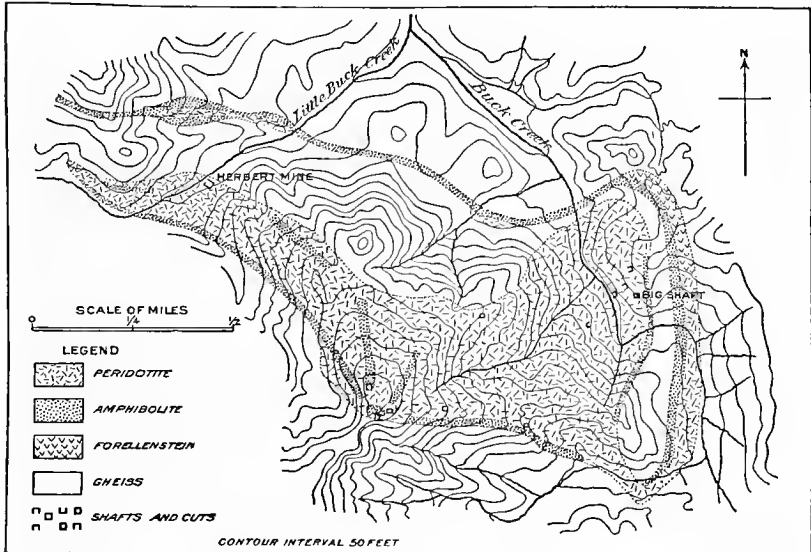 N
Little Buck Creek
Buck Creek
HERBERT MINE
BIG SHAFT
SCALE OF MILES
0 1/4 1/2
LEGEND
PERIDOTITE
AMPHIBOLITE
FORELLENSTEIN
GNEISS
SHAFTS AND CUTS
CONTOUR INTERVAL 50 FEET